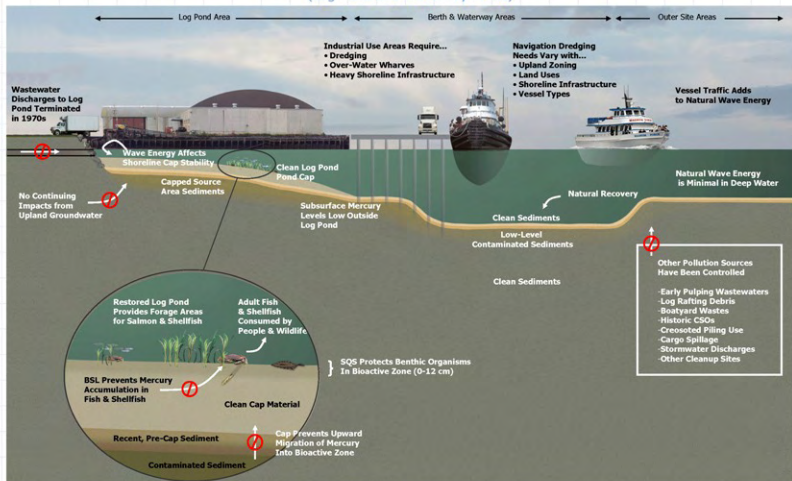 Log Pond Area
Berth & Waterway Areas
Outer Site Areas
Industrial Use Areas Require...
• Dredging
• Over-Water Wharves
• Heavy Shoreline Infrastructure
Navigation Dredging
Needs Vary with...
• Upland Zoning
• Land Uses
• Shoreline Infrastructure
• Vessel Types
Wastewater
Discharges to Log
Pond Terminated
in 1970s
Vessel Traffic Adds
to Natural Wave Energy
Wave Energy Affects
Shoreline Cap Stability
Clean Log Pond
Pond Cap
Capped Source
Area Sediments
No Continuing
Impacts from
Upland Groundwater
Subsurface Mercury
Levels Low Outside
Log Pond
Natural Recovery
Natural Wave Energy
is Minimal in Deep Water
Clean Sediments
Low-Level
Contaminated Sediments
Clean Sediments
Other Pollution Sources
Have Been Controlled
-Early Pulping Wastewaters
-Log Rafting Debris
-Boatyard Wastes
-Historic CSOs
-Creosoted Piling Use
-Cargo Spillage
-Stormwater Discharges
-Other Cleanup Sites
Restored Log Pond
Provides Forage Areas
for Salmon & Shellfish
Adult Fish
& Shellfish
Consumed by
People & Wildlife
SQS Protects Benthic Organisms
In Bioactive Zone (0-12 cm)
BSL Prevents Mercury
Accumulation in
Fish & Shellfish
Clean Cap Material
Recent, Pre-Cap Sediment
Cap Prevents Upward
Migration of Mercury
Into Bioactive Zone
Contaminated Sediment